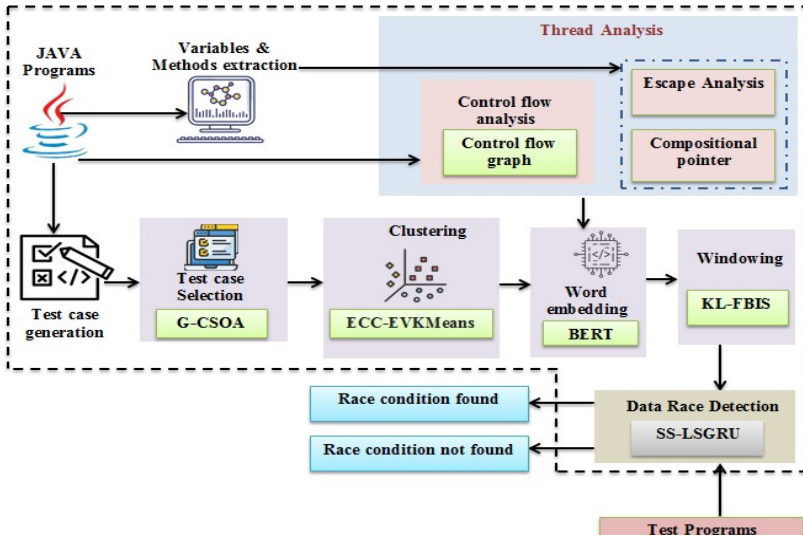 Thread Analysis
JAVA
Programs
Variables &
Methods extraction
Control flow
analysis
Control flow
graph
Escape Analysis
Compositional
pointer
Test case
generation
Test case
Selection
G-CSOA
Clustering
ECC-EVKMeans
</>
Word
embedding
BERT
Windowing
KL-FBIS
Race condition found
Race condition not found
Data Race Detection
SS-LSGRU
Test Programs